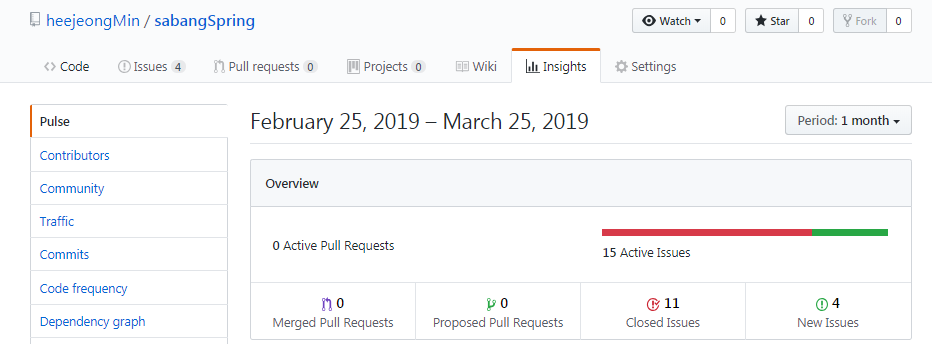 heejeongMin / sabangSpring
Watch 0 Star 0 Fork 0
Code Issues 4 Pull requests 0 Projects 0 Wiki Insights Settings
Pulse
Contributors
Community
Traffic
Commits
Code frequency
Dependency graph
February 25, 2019 – March 25, 2019
Period: 1 month
Overview
0 Active Pull Requests
15 Active Issues
0
Merged Pull Requests
0
Proposed Pull Requests
11
Closed Issues
4
New Issues